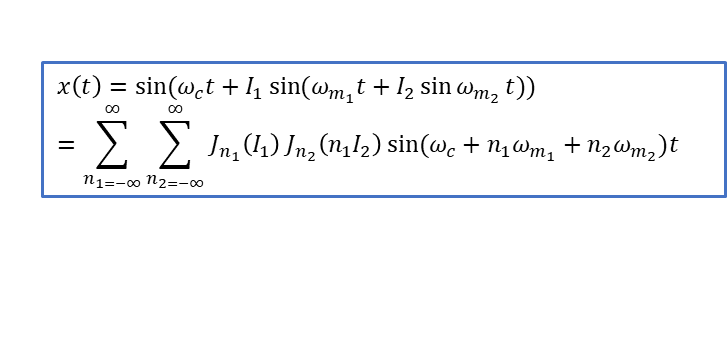 x(t) = sin(ω_c t + I_1 sin(ω_{m_1} t + I_2 sin ω_{m_2} t))
= ∑_{n_1=-∞}^{∞} ∑_{n_2=-∞}^{∞} J_{n_1}(I_1) J_{n_2}(n_1 I_2) sin(ω_c + n_1 ω_{m_1} + n_2 ω_{m_2})t